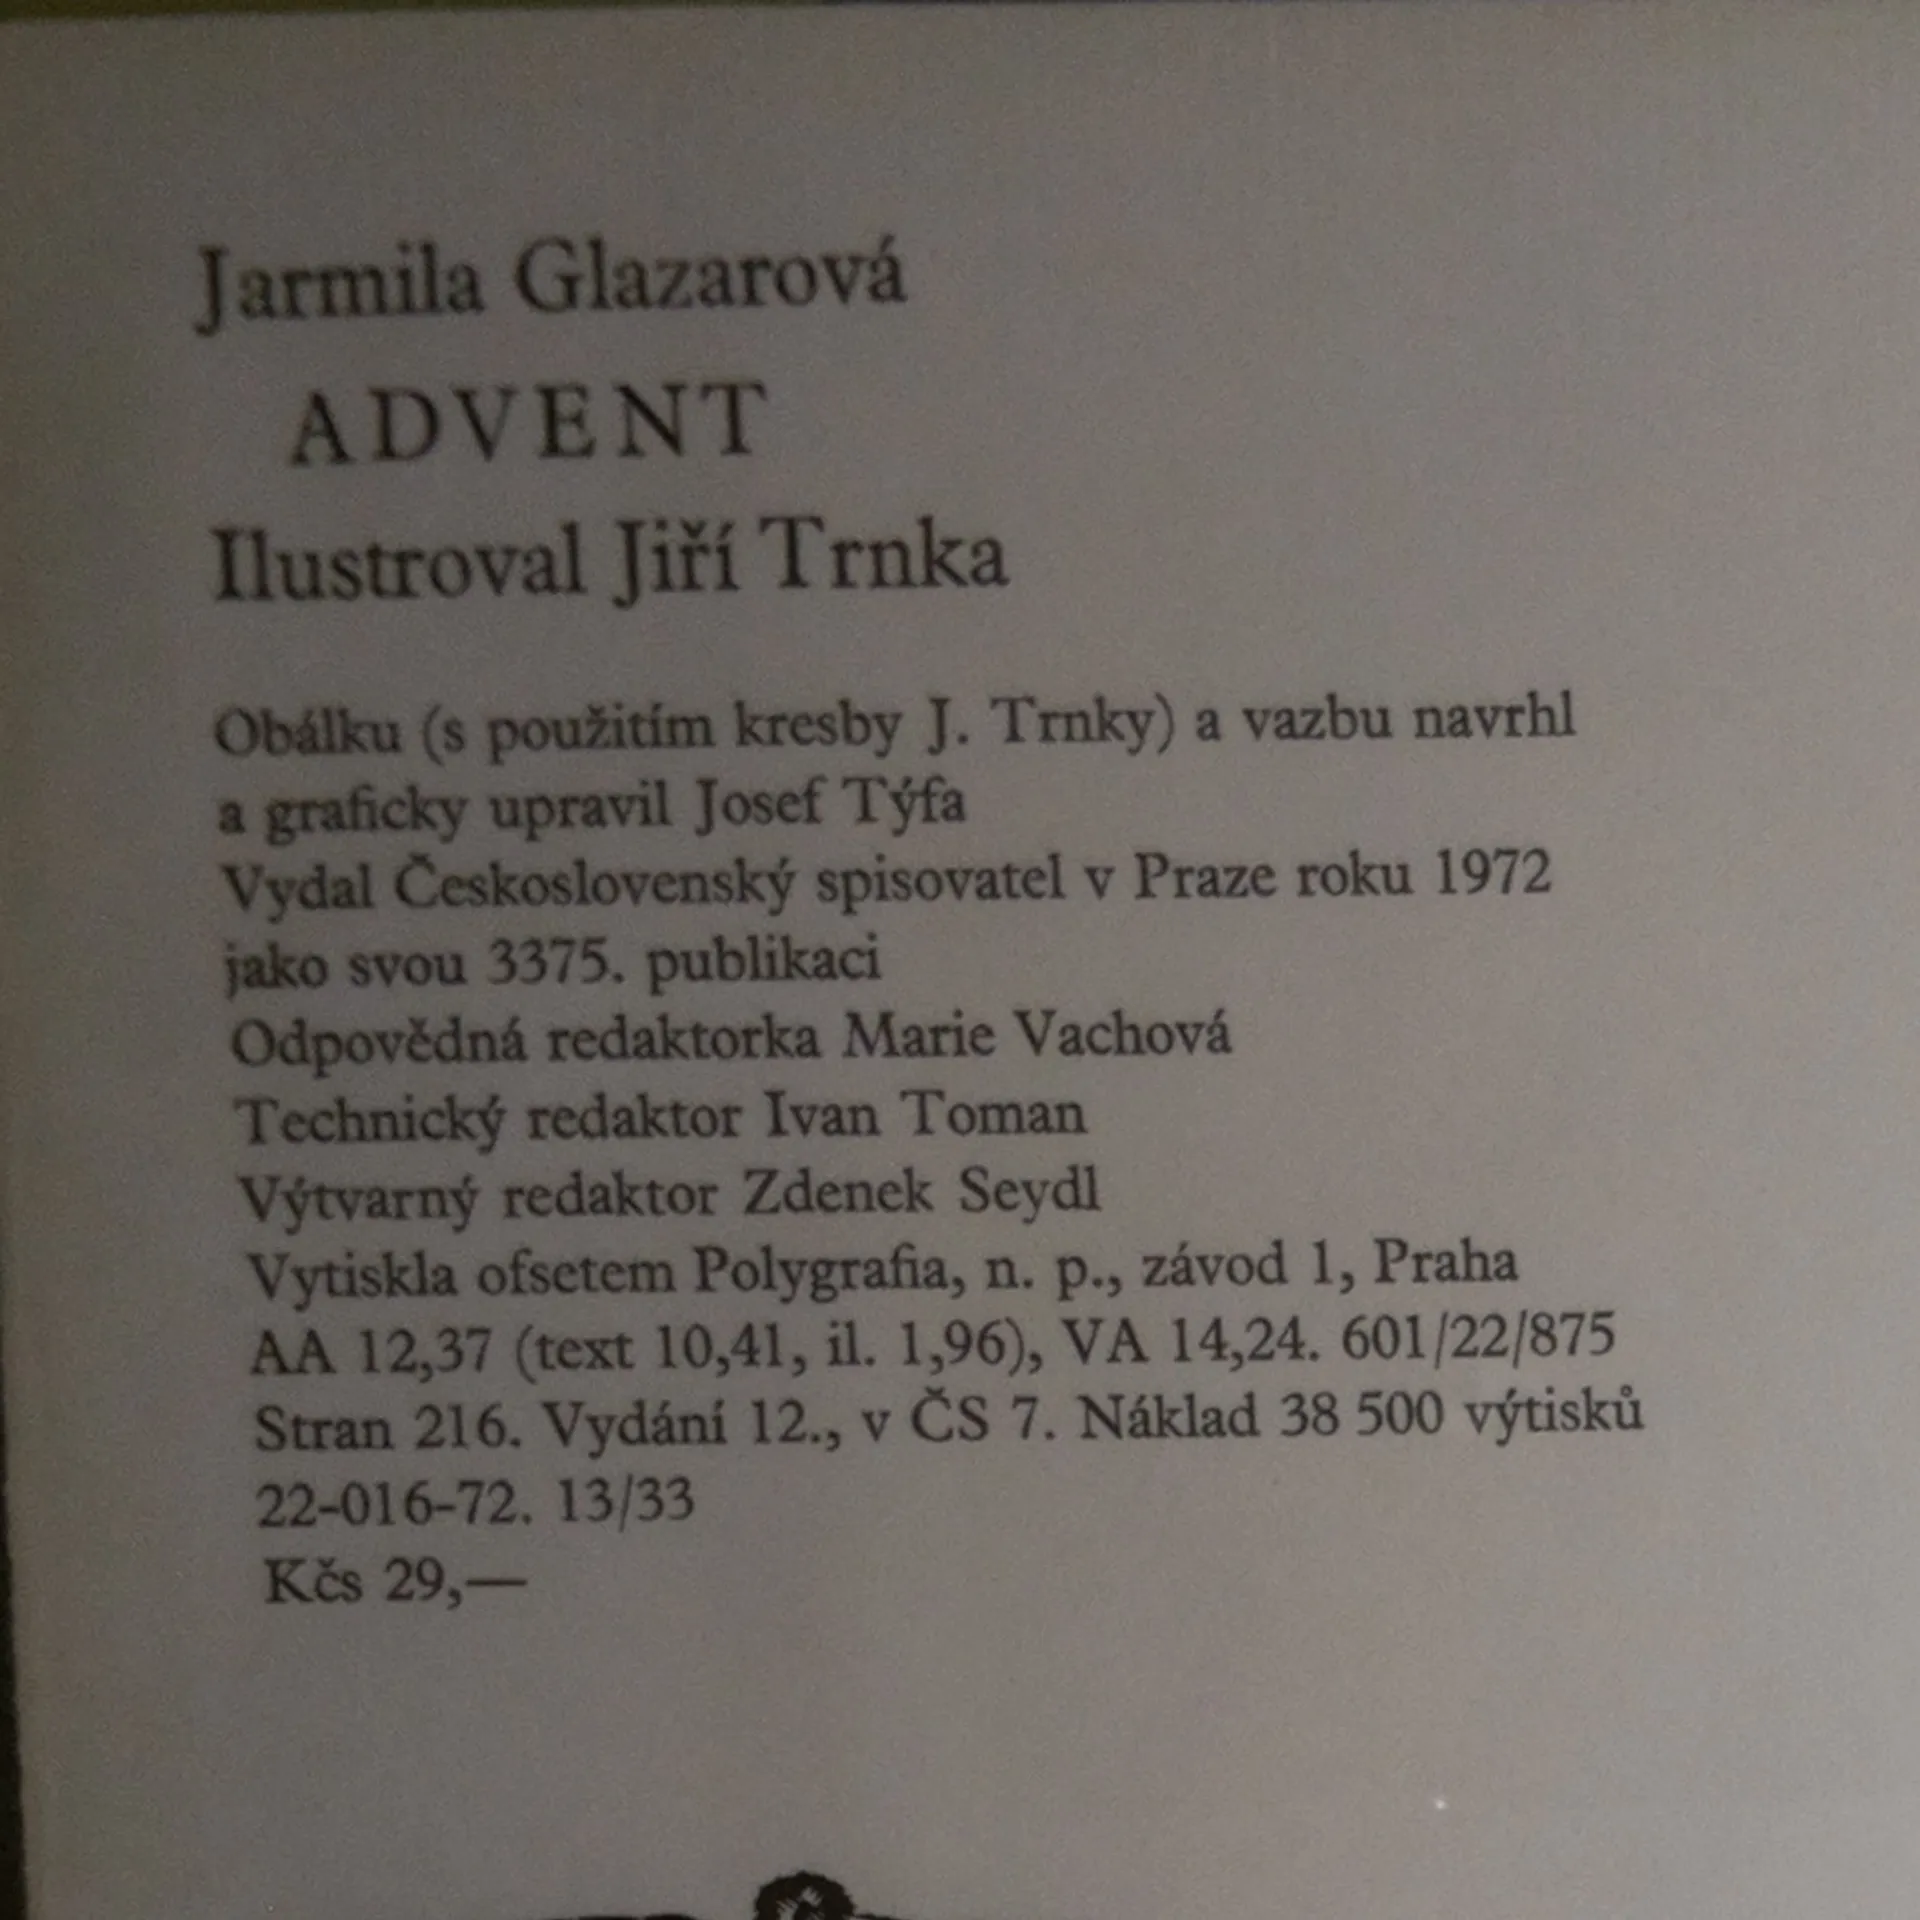 Jarmila Glazarová
ADVENT
Ilustroval Jiří Trnka
Obálku (s použitím kresby J. Trnky) a vazbu navrhl
a graficky upravil Josef Týfa
Vydal Československý spisovatel v Praze roku 1972
jako svou 3375. publikaci
Odpovědná redaktorka Marie Vachová
Technický redaktor Ivan Toman
Výtvarný redaktor Zdenek Seydl
Vytiskla ofsetem Polygrafia, n. p., závod 1, Praha
AA 12,37 (text 10,41, il. 1,96), VA 14,24. 601/22/875
Stran 216. Vydání 12., v ČS 7. Náklad 38 500 výtisků
22-016-72. 13/33
Kčs 29,—